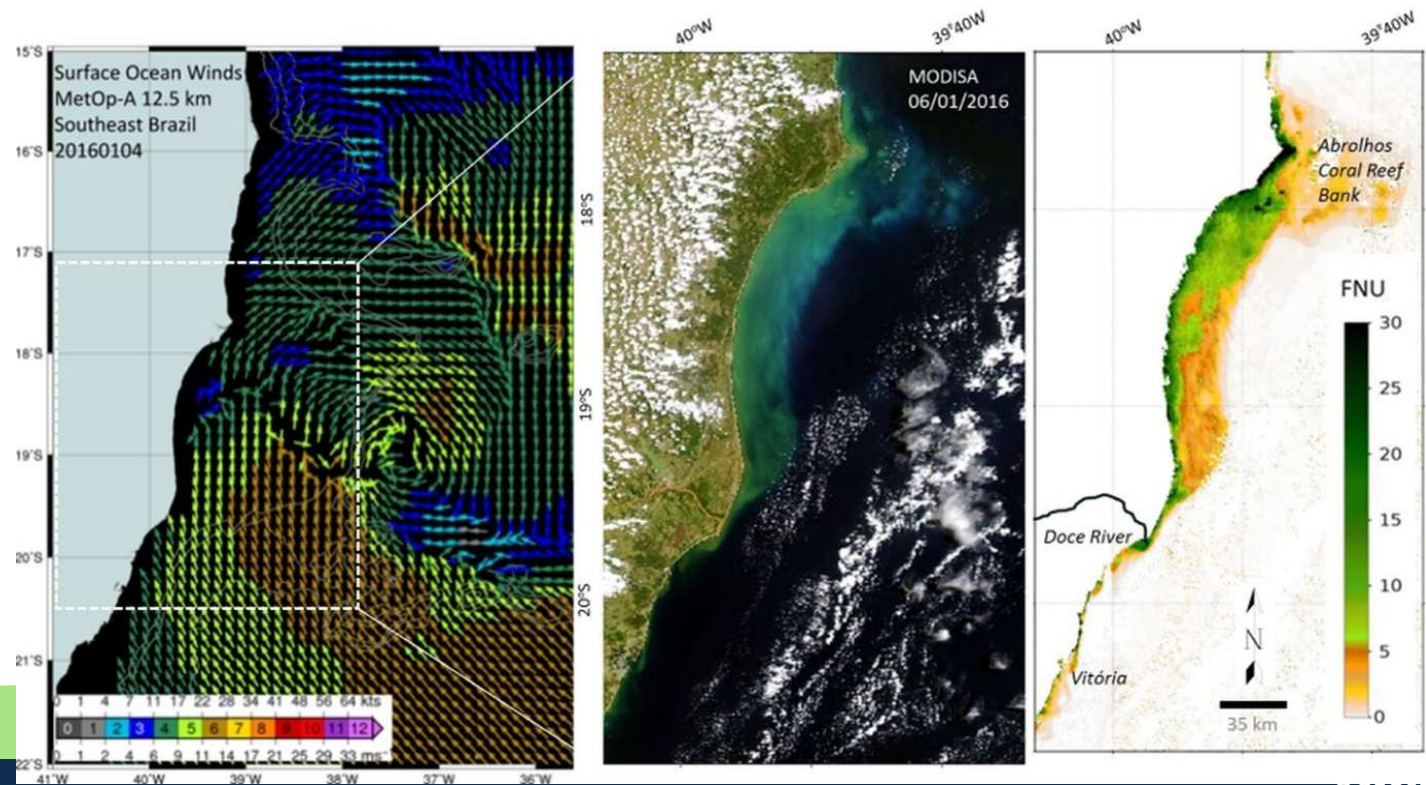 Surface Ocean Winds
MetOp-A 12.5 km
Southeast Brazil
20160104
15°S
16°S
17°S
18°S
19°S
20°S
21°S
22°S
41°W 40°W 39°W 38°W 37°W 36°W
0 1 4 7 11 17 22 28 34 41 48 56 64 kts
0 1 2 3 4 5 6 7 8 9 10 11 12
0 1 2 4 6 9 11 14 17 21 25 29 33 ms⁻¹
40°W 39°40'W
MODISA
06/01/2016
18°S
19°S
20°S
40°W 39°40'W
Abrolhos
Coral Reef
Bank
FNU
30
25
20
15
10
5
0
Doce River
Vitória
N
35 km